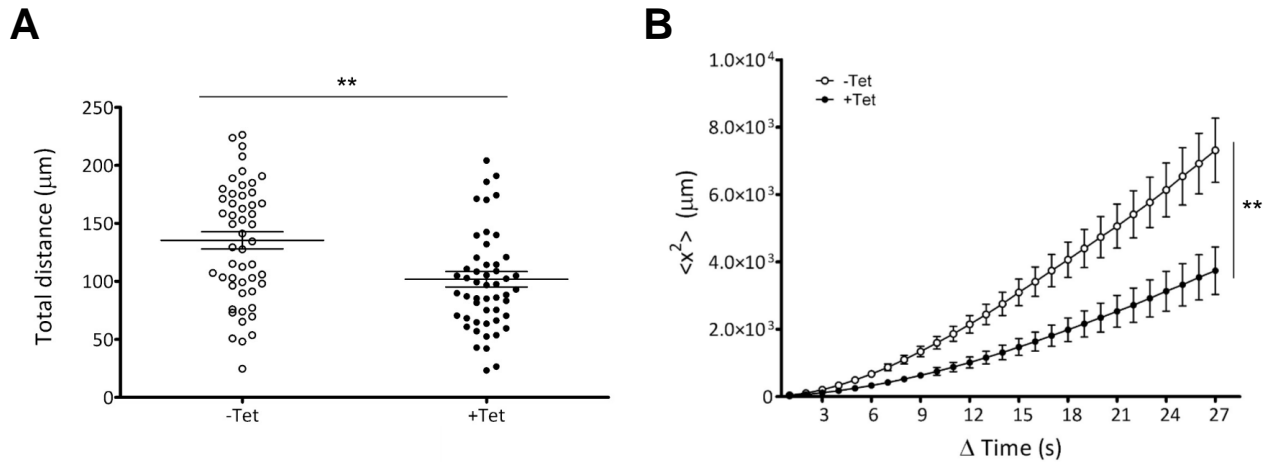 A
**
250
200
150
100
50
0
Total distance (μm)
-Tet
+Tet
B
1.0×10⁴
8.0×10³
6.0×10³
4.0×10³
2.0×10³
0
<x²> (μm)
-Tet
+Tet
**
3 6 9 12 15 18 21 24 27
Δ Time (s)